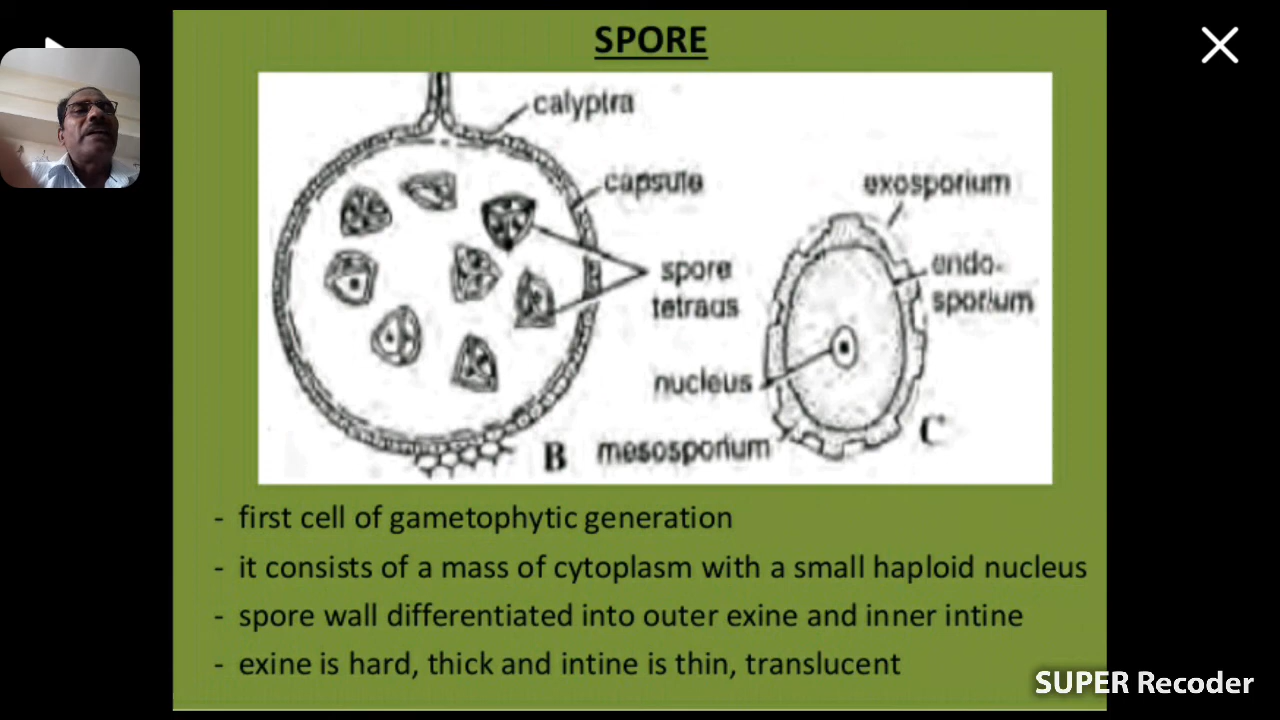 SPORE
calyptra
capsule
exosporium
spore
tetraus
endo-
sporium
nucleus
mesosporium
B
C
- first cell of gametophytic generation
- it consists of a mass of cytoplasm with a small haploid nucleus
- spore wall differentiated into outer exine and inner intine
- exine is hard, thick and intine is thin, translucent
SUPER Recoder